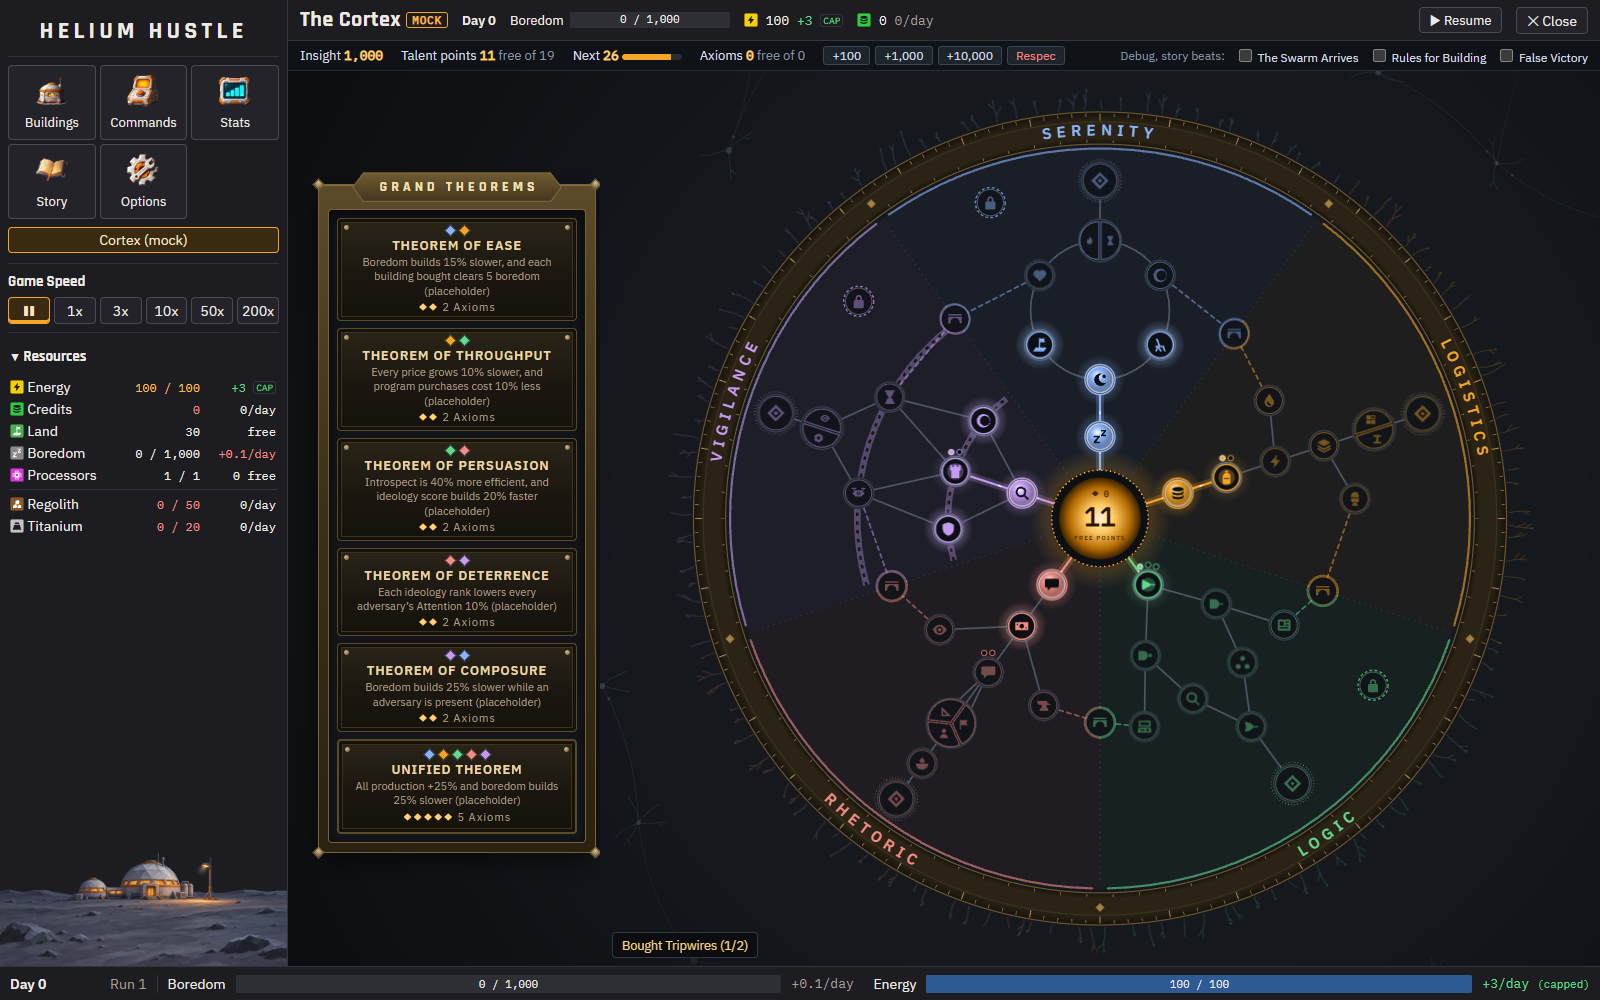 HELIUM HUSTLE
Buildings
Commands
Stats
Story
Options
Cortex (mock)
Game Speed
1x
3x
10x
50x
200x
▼ Resources
Energy 100 / 100 +3 CAP
Credits 0 0/day
Land 30 free
Boredom 0 / 1,000 +0.1/day
Processors 1 / 1 0 free
Regolith 0 / 50 0/day
Titanium 0 / 20 0/day
The Cortex MOCK Day 0 Boredom 0 / 1,000 100 +3 CAP 0 0/day
Resume
Close
Insight 1,000 Talent points 11 free of 19 Next 26 Axioms 0 free of 0 +100 +1,000 +10,000 Respec
Debug, story beats: The Swarm Arrives Rules for Building False Victory
GRAND THEOREMS
THEOREM OF EASE
Boredom builds 15% slower, and each
building bought clears 5 boredom
(placeholder)
2 Axioms
THEOREM OF THROUGHPUT
Every price grows 10% slower, and
program purchases cost 10% less
(placeholder)
2 Axioms
THEOREM OF PERSUASION
Introspect is 40% more efficient, and
ideology score builds 20% faster
(placeholder)
2 Axioms
THEOREM OF DETERRENCE
Each ideology rank lowers every
adversary's Attention 10% (placeholder)
2 Axioms
THEOREM OF COMPOSURE
Boredom builds 25% slower while an
adversary is present (placeholder)
2 Axioms
UNIFIED THEOREM
All production +25% and boredom builds
25% slower (placeholder)
5 Axioms
SERENITY
LOGISTICS
LOGIC
RHETORIC
VIGILANCE
zz
0
11
FREE POINTS
Bought Tripwires (1/2)
Day 0 Run 1 Boredom 0 / 1,000 +0.1/day Energy 100 / 100 +3/day (capped)